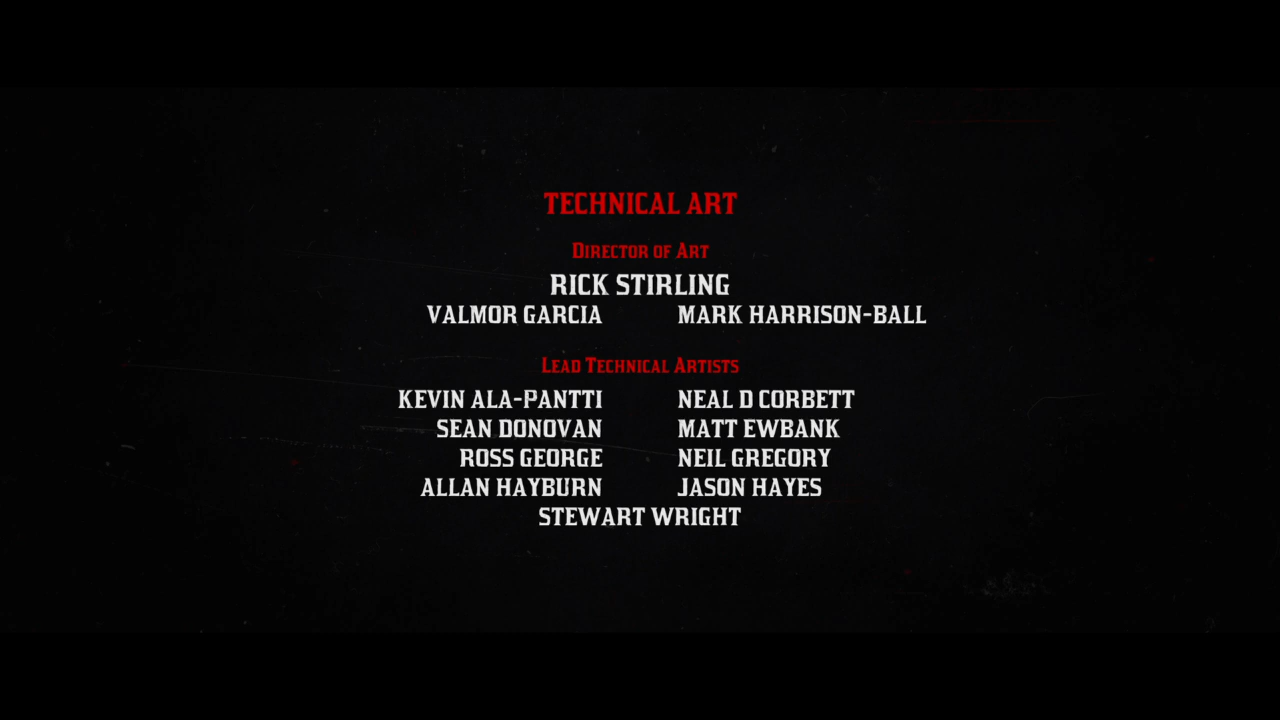 TECHNICAL ART
DIRECTOR OF ART
RICK STIRLING
VALMOR GARCIA MARK HARRISON-BALL
LEAD TECHNICAL ARTISTS
KEVIN ALA-PANTTI NEAL D CORBETT
SEAN DONOVAN MATT EWBANK
ROSS GEORGE NEIL GREGORY
ALLAN HAYBURN JASON HAYES
STEWART WRIGHT